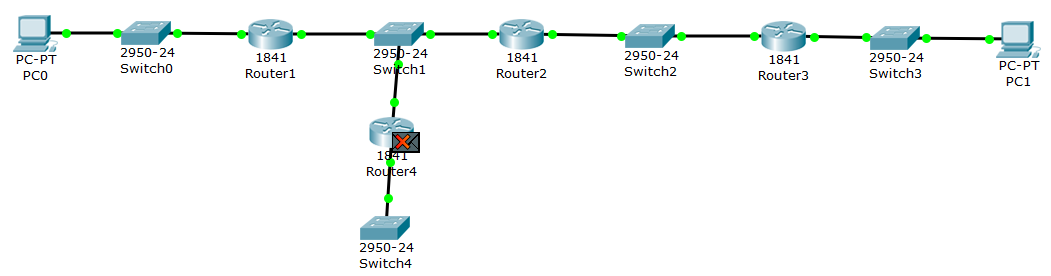 PC-PT
PC0
2950-24
Switch0
1841
Router1
2950-24
Switch1
1841
Router2
2950-24
Switch2
1841
Router3
2950-24
Switch3
PC-PT
PC1
1841
Router4
2950-24
Switch4